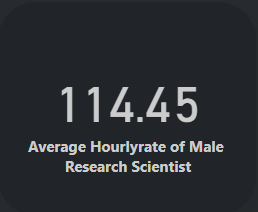 114.45
Average Hourlyrate of Male
Research Scientist